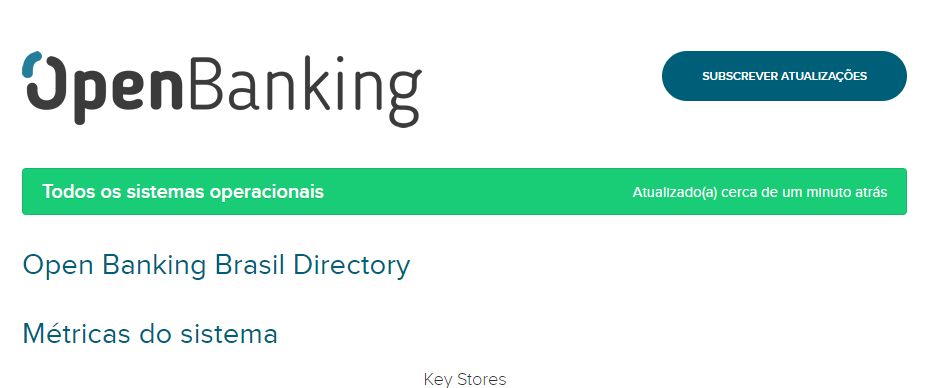 OpenBanking
SUBSCREVER ATUALIZAÇÕES
Todos os sistemas operacionais
Atualizado(a) cerca de um minuto atrás
Open Banking Brasil Directory
Métricas do sistema
Key Stores